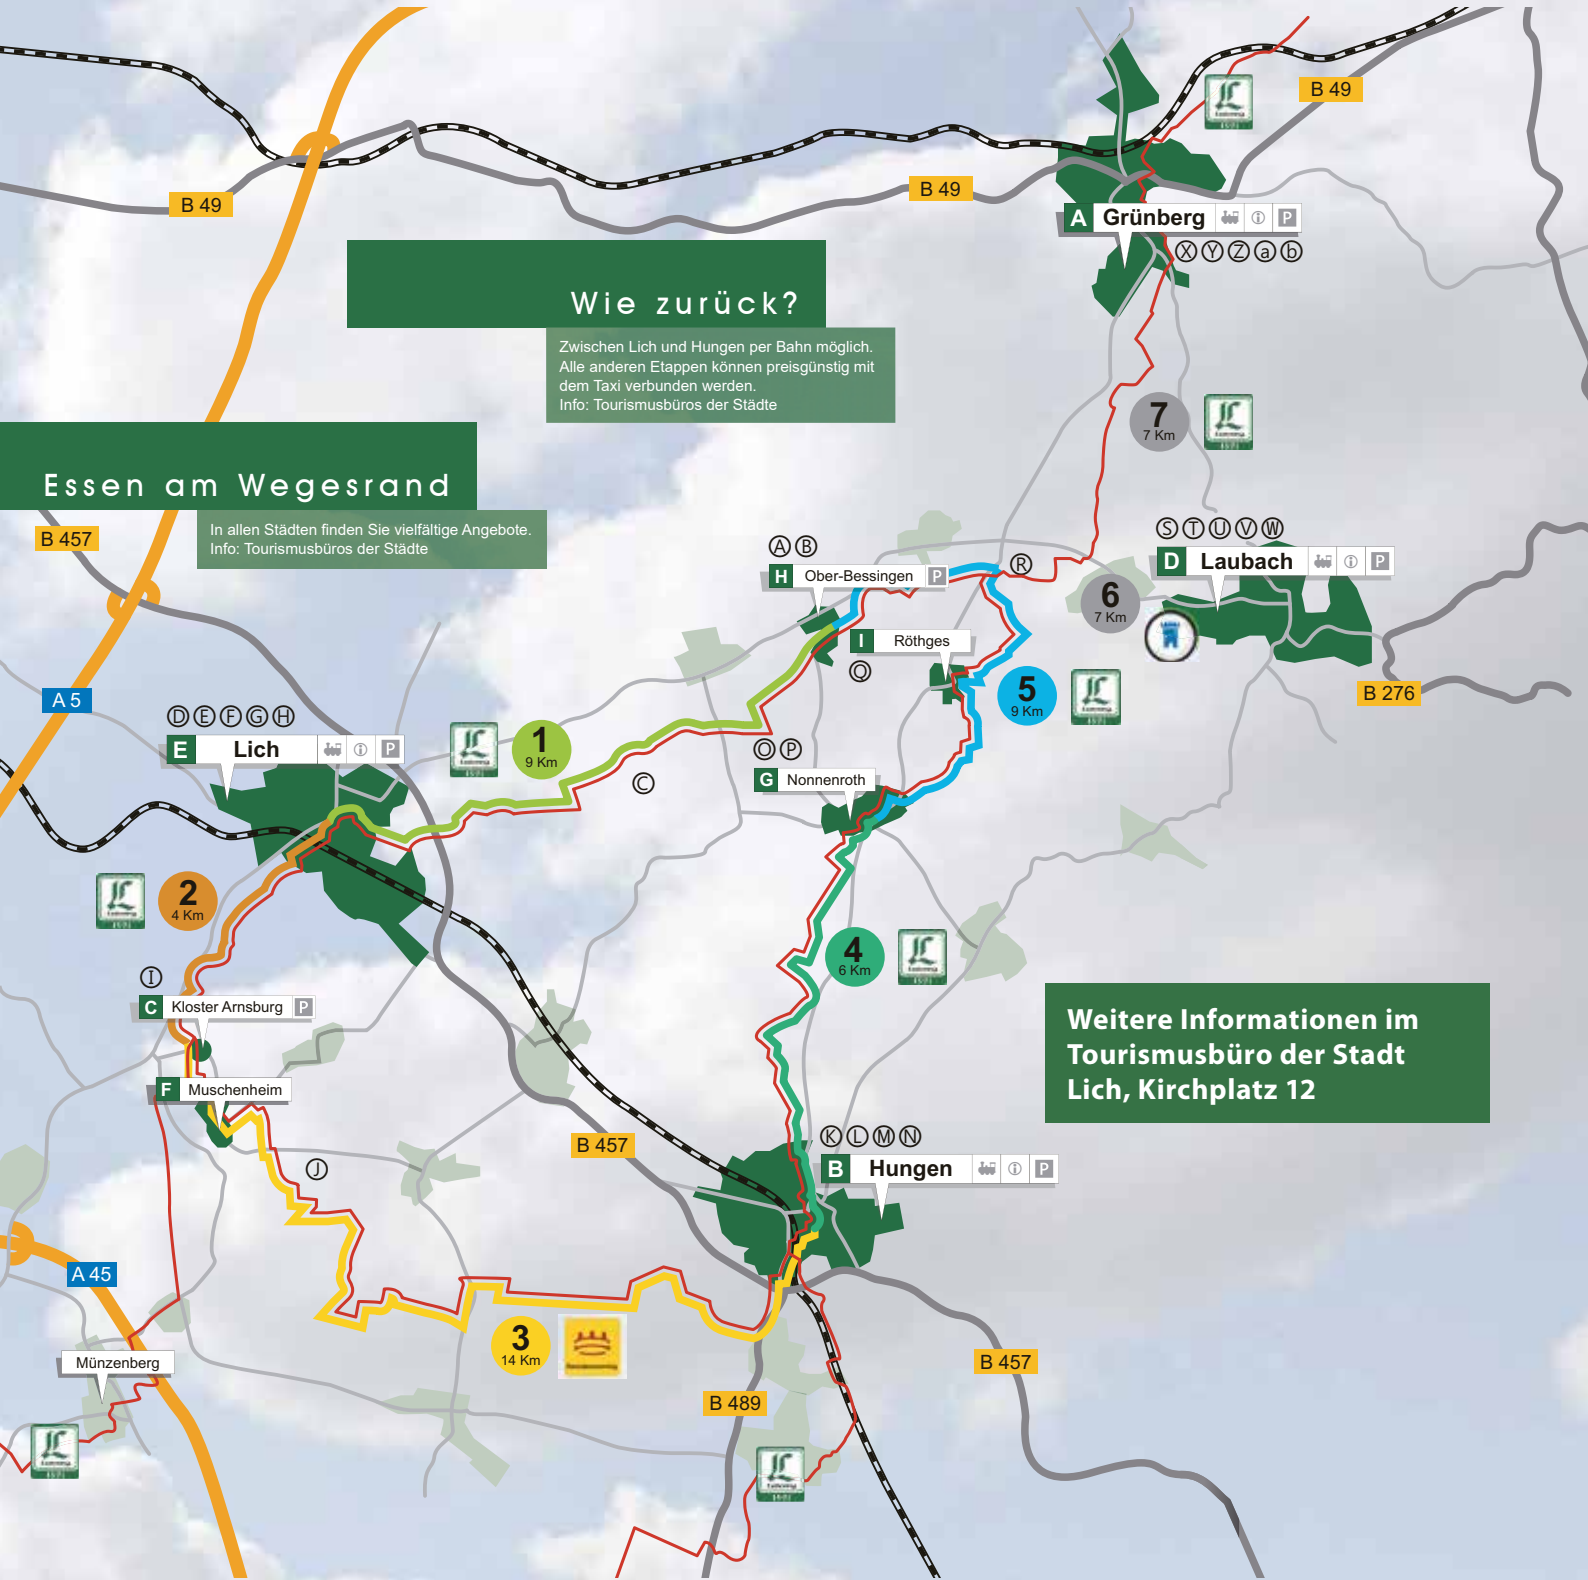 B 49
B 49
B 49
A Grünberg P
X Y Z a b
Wie zurück?
Zwischen Lich und Hungen per Bahn möglich.
Alle anderen Etappen können preisgünstig mit
dem Taxi verbunden werden.
Info: Tourismusbüros der Städte
7
7 Km
Essen am Wegesrand
In allen Städten finden Sie vielfältige Angebote.
Info: Tourismusbüros der Städte
B 457
S T U V W
D Laubach P
A B
H Ober-Bessingen P
R
6
7 Km
I Röthges
Q
5
9 Km
A 5
B 276
D E F G H
E Lich P
1
9 Km
C
O P
G Nonnenroth
2
4 Km
4
6 Km
I
C Kloster Arnsburg P
F Muschenheim
Weitere Informationen im
Tourismusbüro der Stadt
Lich, Kirchplatz 12
B 457
K L M N
B Hungen P
J
A 45
3
14 Km
Münzenberg
B 457
B 489